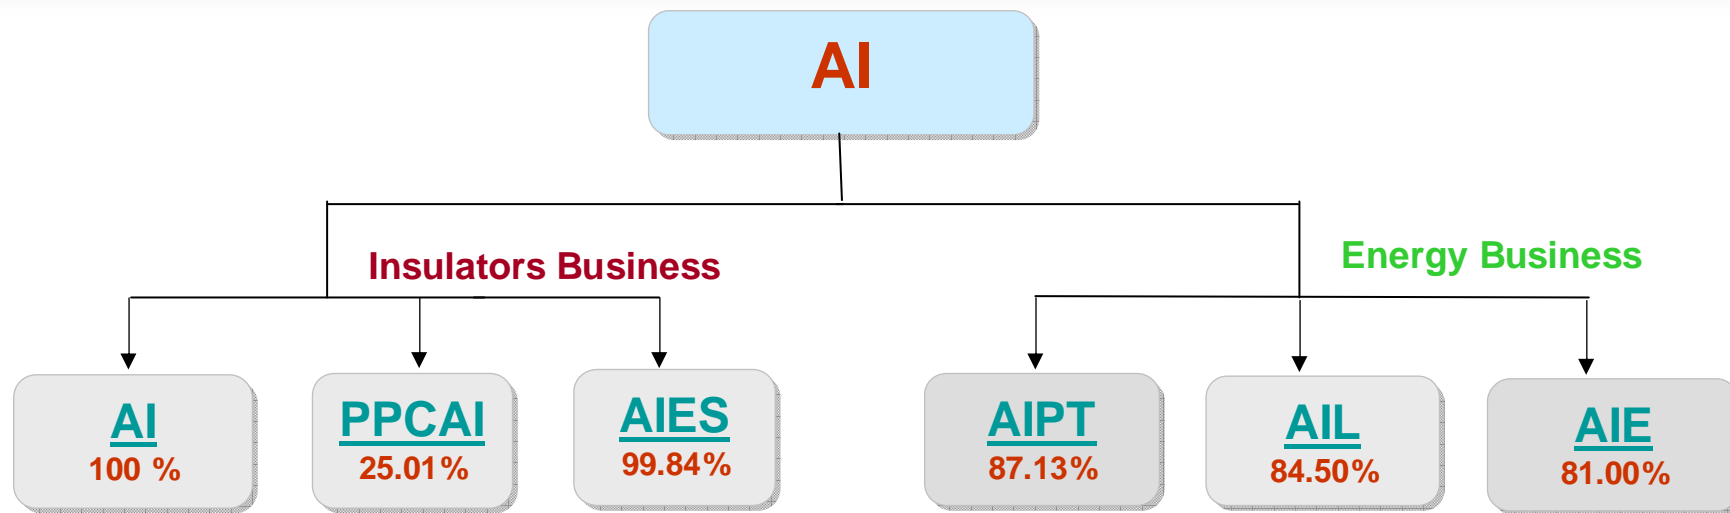 AI
Insulators Business
Energy Business
AI
100 %
PPCAI
25.01%
AIES
99.84%
AIPT
87.13%
AIL
84.50%
AIE
81.00%